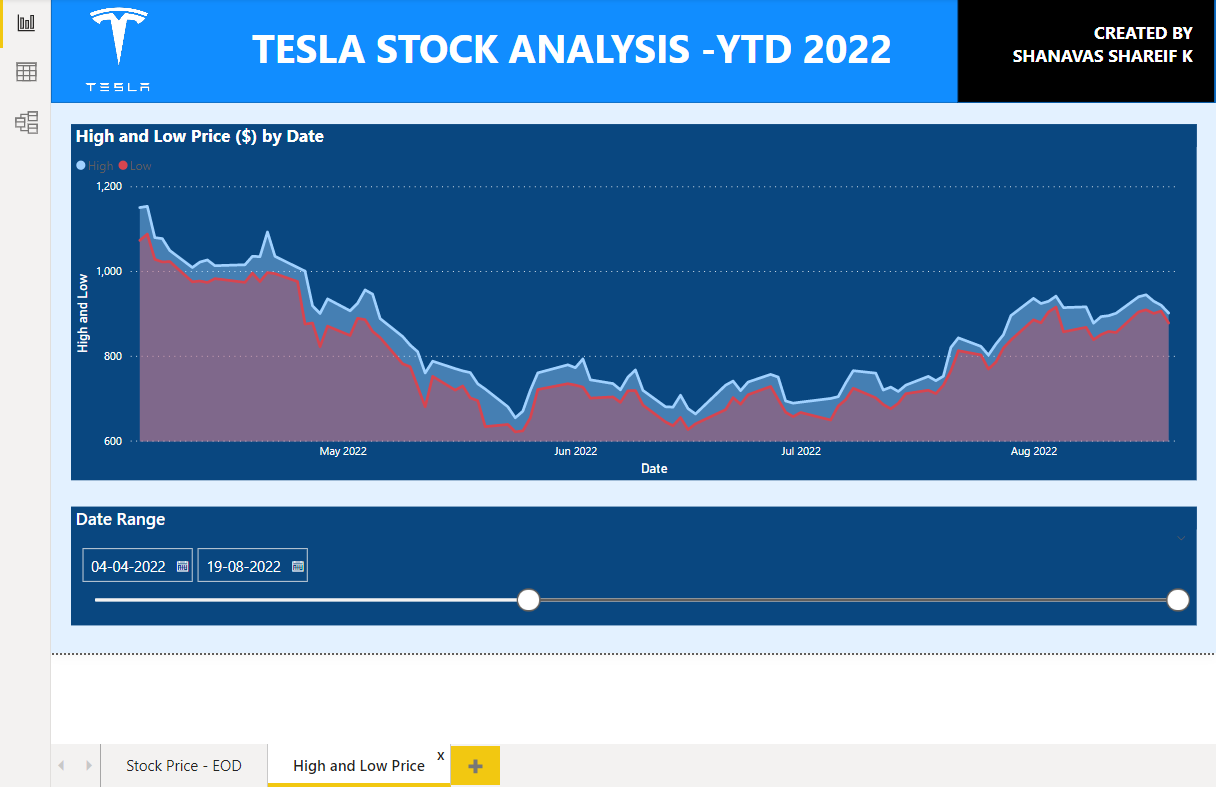 TESLA
TESLA STOCK ANALYSIS -YTD 2022
CREATED BY
SHANAVAS SHAREIF K
High and Low Price ($) by Date
High Low
1,200
1,000
800
600
High and Low
May 2022 Jun 2022 Jul 2022 Aug 2022
Date
Date Range
04-04-2022 19-08-2022
Stock Price - EOD High and Low Price x